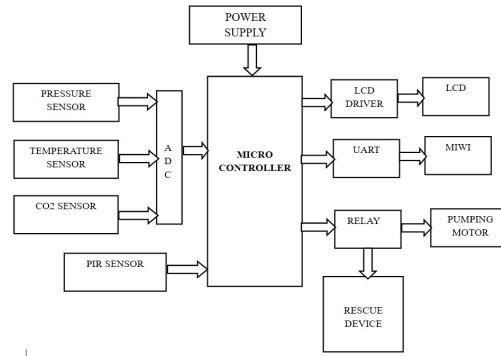 POWER
SUPPLY
PRESSURE
SENSOR
TEMPERATURE
SENSOR
CO2 SENSOR
PIR SENSOR
A
D
C
MICRO
CONTROLLER
LCD
DRIVER
LCD
UART
MIWI
RELAY
PUMPING
MOTOR
RESCUE
DEVICE